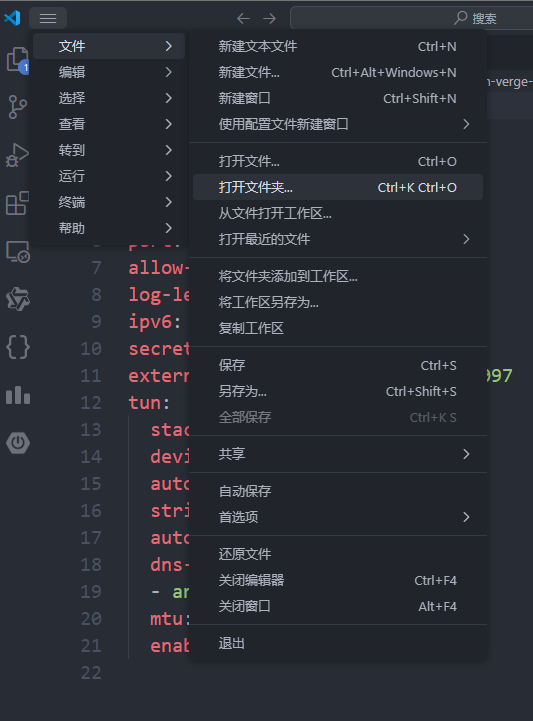 搜索
文件
编辑
选择
查看
转到
运行
终端
帮助
新建文本文件 Ctrl+N
新建文件... Ctrl+Alt+Windows+N
新建窗口 Ctrl+Shift+N
使用配置文件新建窗口
打开文件... Ctrl+O
打开文件夹... Ctrl+K Ctrl+O
从文件打开工作区...
打开最近的文件
将文件夹添加到工作区...
将工作区另存为...
复制工作区
保存 Ctrl+S
另存为... Ctrl+Shift+S
全部保存 Ctrl+K S
共享
自动保存
首选项
还原文件
关闭编辑器 Ctrl+F4
关闭窗口 Alt+F4
退出
1
-verge-
7 allow-
8 log-le
9 ipv6:
10 secret
11 extern 097
12 tun:
13 stac
14 devi
15 auto
16 stri
17 auto
18 dns-
19 - an
20 mtu:
21 enab
22